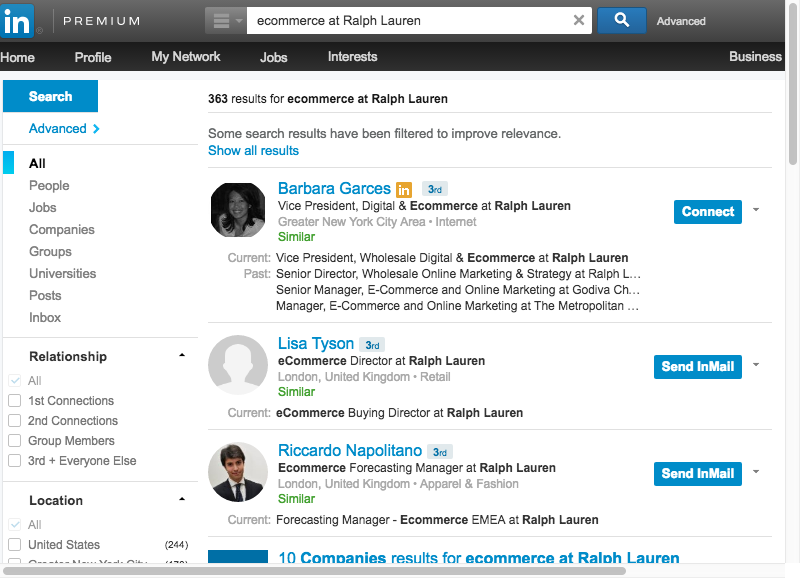 in PREMIUM ecommerce at Ralph Lauren Advanced
Home Profile My Network Jobs Interests Business
Search
Advanced
All
People
Jobs
Companies
Groups
Universities
Posts
Inbox
Relationship
All
1st Connections
2nd Connections
Group Members
3rd + Everyone Else
Location
All
United States (244)
Greater New York City
363 results for ecommerce at Ralph Lauren
Some search results have been filtered to improve relevance.
Show all results
Barbara Garces in 3rd
Vice President, Digital & Ecommerce at Ralph Lauren
Greater New York City Area • Internet
Similar
Connect
Current: Vice President, Wholesale Digital & Ecommerce at Ralph Lauren
Past: Senior Director, Wholesale Online Marketing & Strategy at Ralph L…
Senior Manager, E-Commerce and Online Marketing at Godiva Ch…
Manager, E-Commerce and Online Marketing at The Metropolitan …
Lisa Tyson 3rd
eCommerce Director at Ralph Lauren
London, United Kingdom • Retail
Similar
Send InMail
Current: eCommerce Buying Director at Ralph Lauren
Riccardo Napolitano 3rd
Ecommerce Forecasting Manager at Ralph Lauren
London, United Kingdom • Apparel & Fashion
Similar
Send InMail
Current: Forecasting Manager - Ecommerce EMEA at Ralph Lauren
10 Companies results for ecommerce at Ralph Lauren